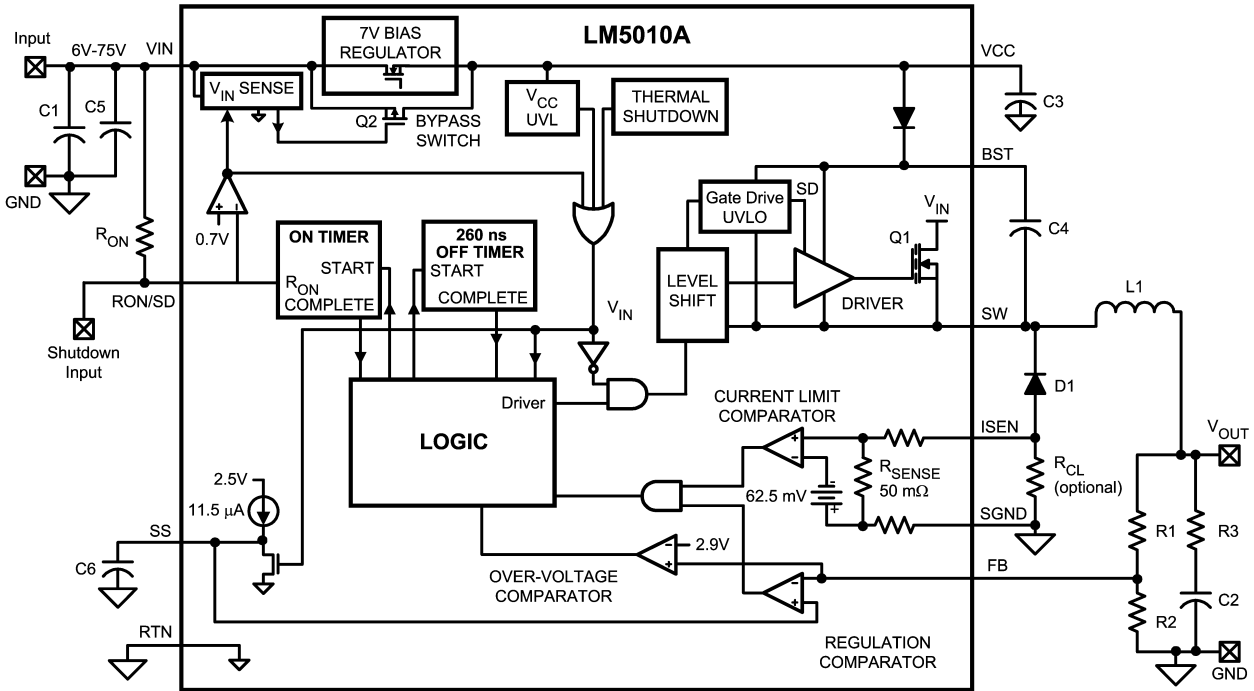 LM5010A
Input
6V-75V
VIN
7V BIAS
REGULATOR
VCC
C1
C5
VIN SENSE
Q2
BYPASS
SWITCH
VCC
UVL
THERMAL
SHUTDOWN
C3
GND
BST
RON
+ −
0.7V
ON TIMER
START
RON
COMPLETE
260 ns
OFF TIMER
START
COMPLETE
Gate Drive
UVLO
SD
VIN
Q1
C4
LEVEL
SHIFT
DRIVER
RON/SD
VIN
SW
L1
Shutdown
Input
Driver
LOGIC
CURRENT LIMIT
COMPARATOR
+
−
62.5 mV
-
+
RSENSE
50 mΩ
ISEN
D1
RCL
(optional)
SGND
VOUT
2.5V
11.5 µA
SS
C6
2.9V
−
+
OVER-VOLTAGE
COMPARATOR
−
+
FB
R1
R3
R2
C2
RTN
REGULATION
COMPARATOR
GND